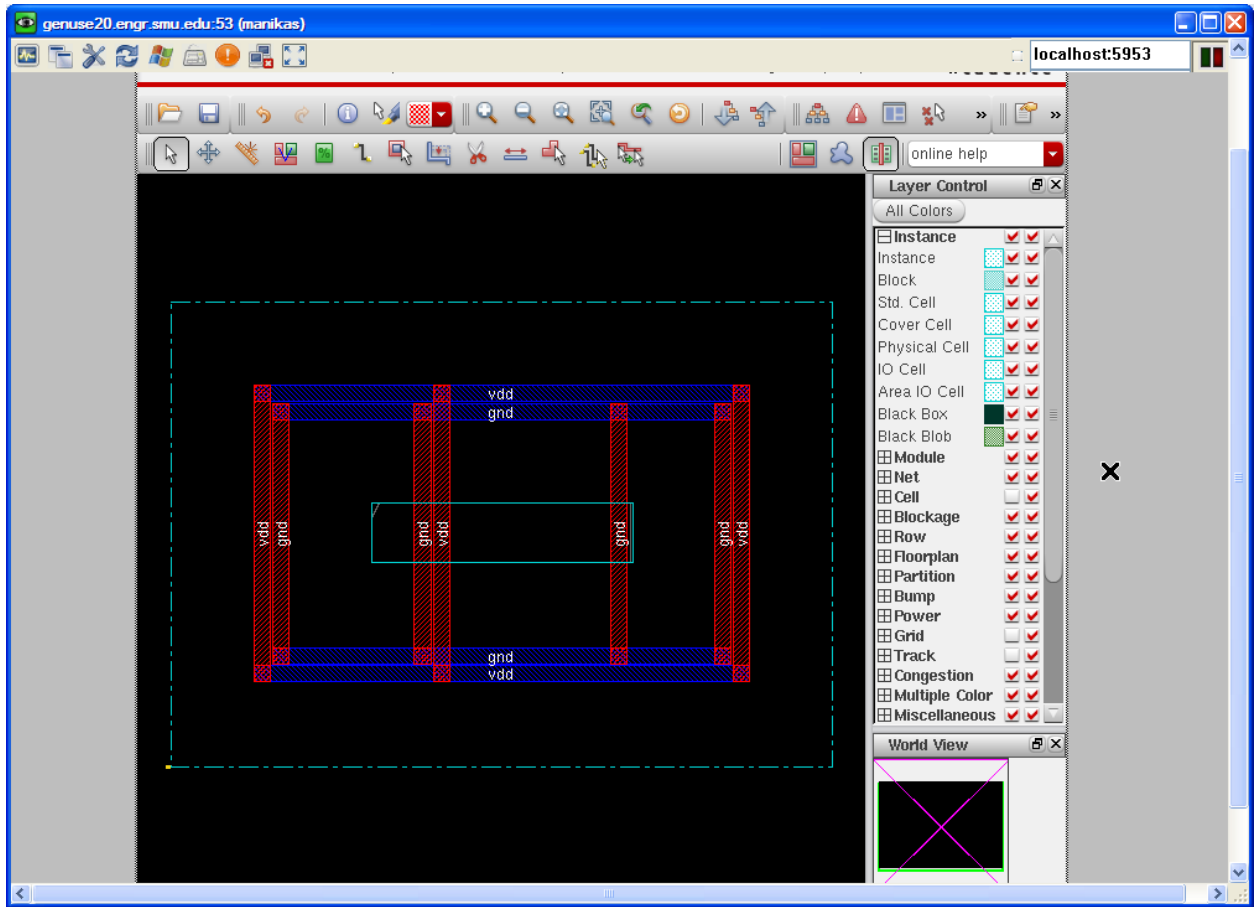 genuse20.engr.smu.edu:53 (manikas)
localhost:5953
online help
Layer Control
All Colors
Instance
Instance
Block
Std. Cell
Cover Cell
Physical Cell
IO Cell
Area IO Cell
Black Box
Black Blob
Module
Net
Cell
Blockage
Row
Floorplan
Partition
Bump
Power
Grid
Track
Congestion
Multiple Color
Miscellaneous
World View
vdd
gnd
vdd
gnd
gnd
vdd
gnd
gnd
vdd
gnd
vdd